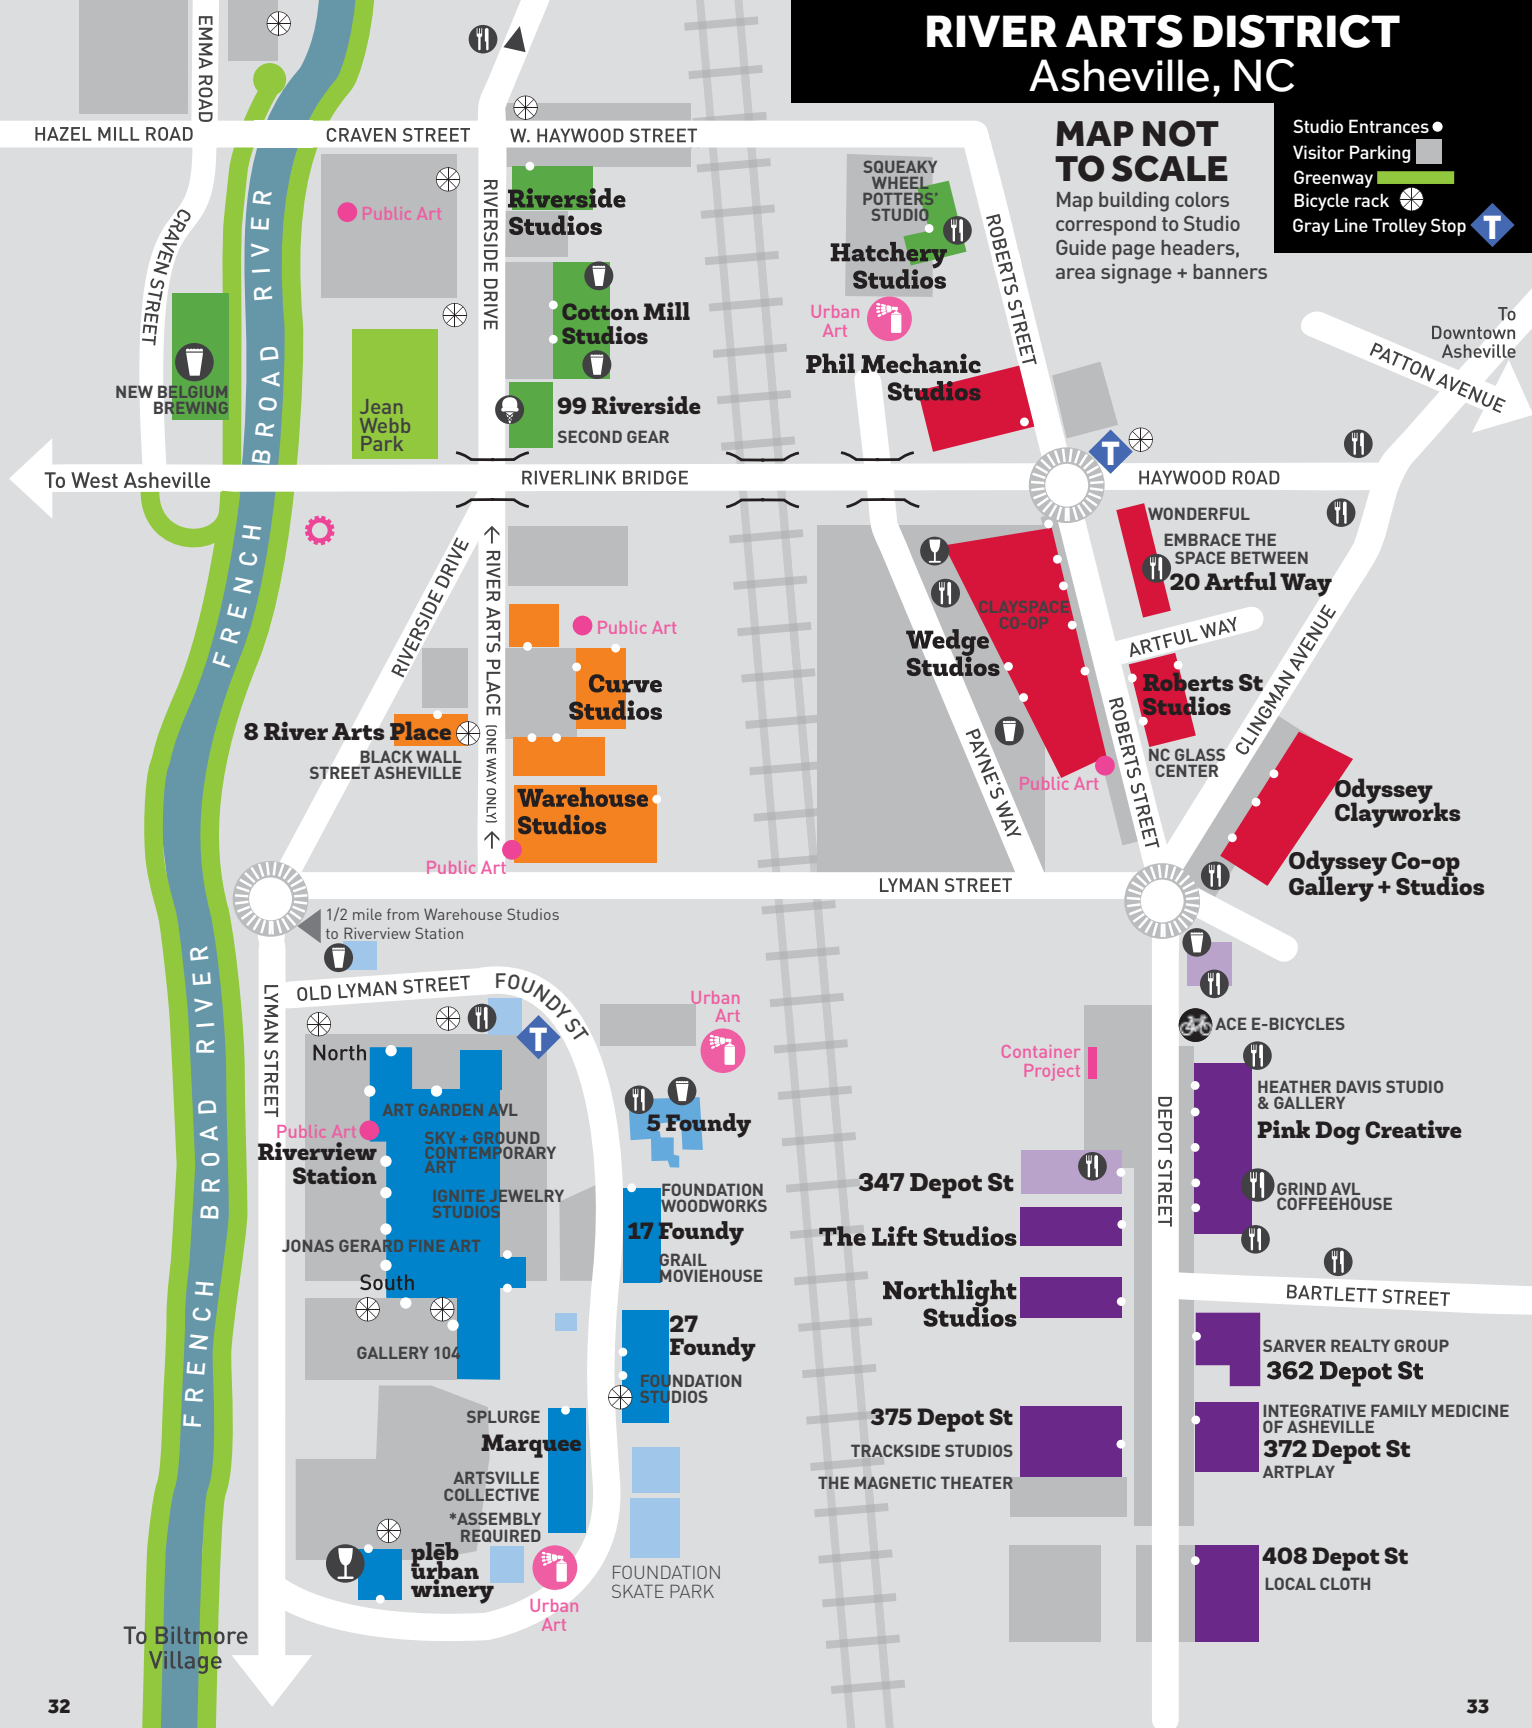 RIVER ARTS DISTRICT
Asheville, NC
MAP NOT
TO SCALE
Map building colors
correspond to Studio
Guide page headers,
area signage + banners
Studio Entrances
Visitor Parking
Greenway
Bicycle rack
Gray Line Trolley Stop
T
EMMA ROAD
HAZEL MILL ROAD
CRAVEN STREET
W. HAYWOOD STREET
CRAVEN STREET
RIVERSIDE DRIVE
FRENCH BROAD RIVER
Public Art
Riverside
Studios
SQUEAKY
WHEEL
POTTERS'
STUDIO
Hatchery
Studios
Urban
Art
ROBERTS STREET
Cotton Mill
Studios
NEW BELGIUM
BREWING
Jean
Webb
Park
99 Riverside
SECOND GEAR
Phil Mechanic
Studios
To
Downtown
Asheville
PATTON AVENUE
T
To West Asheville
RIVERLINK BRIDGE
HAYWOOD ROAD
RIVERSIDE DRIVE
RIVER ARTS PLACE (ONE WAY ONLY)
Public Art
Curve
Studios
8 River Arts Place
BLACK WALL
STREET ASHEVILLE
Warehouse
Studios
Public Art
WONDERFUL
EMBRACE THE
SPACE BETWEEN
20 Artful Way
CLAYSPACE
CO-OP
Wedge
Studios
ARTFUL WAY
Roberts St
Studios
NC GLASS
CENTER
CLINGMAN AVENUE
PAYNE'S WAY
ROBERTS STREET
Public Art
Odyssey
Clayworks
Odyssey Co-op
Gallery + Studios
LYMAN STREET
1/2 mile from Warehouse Studios
to Riverview Station
OLD LYMAN STREET
FOUNDY ST
LYMAN STREET
FRENCH BROAD RIVER
T
North
ART GARDEN AVL
Public Art
Riverview
Station
SKY + GROUND
CONTEMPORARY
ART
IGNITE JEWELRY
STUDIOS
JONAS GERARD FINE ART
South
GALLERY 104
Urban
Art
5 Foundy
FOUNDATION
WOODWORKS
17 Foundy
GRAIL
MOVIEHOUSE
27
Foundy
FOUNDATION
STUDIOS
SPLURGE
Marquee
ARTSVILLE
COLLECTIVE
*ASSEMBLY
REQUIRED
plēb
urban
winery
Urban
Art
FOUNDATION
SKATE PARK
To Biltmore
Village
ACE E-BICYCLES
Container
Project
DEPOT STREET
HEATHER DAVIS STUDIO
& GALLERY
Pink Dog Creative
GRIND AVL
COFFEEHOUSE
347 Depot St
The Lift Studios
Northlight
Studios
BARTLETT STREET
SARVER REALTY GROUP
362 Depot St
375 Depot St
TRACKSIDE STUDIOS
THE MAGNETIC THEATER
INTEGRATIVE FAMILY MEDICINE
OF ASHEVILLE
372 Depot St
ARTPLAY
408 Depot St
LOCAL CLOTH
32
33